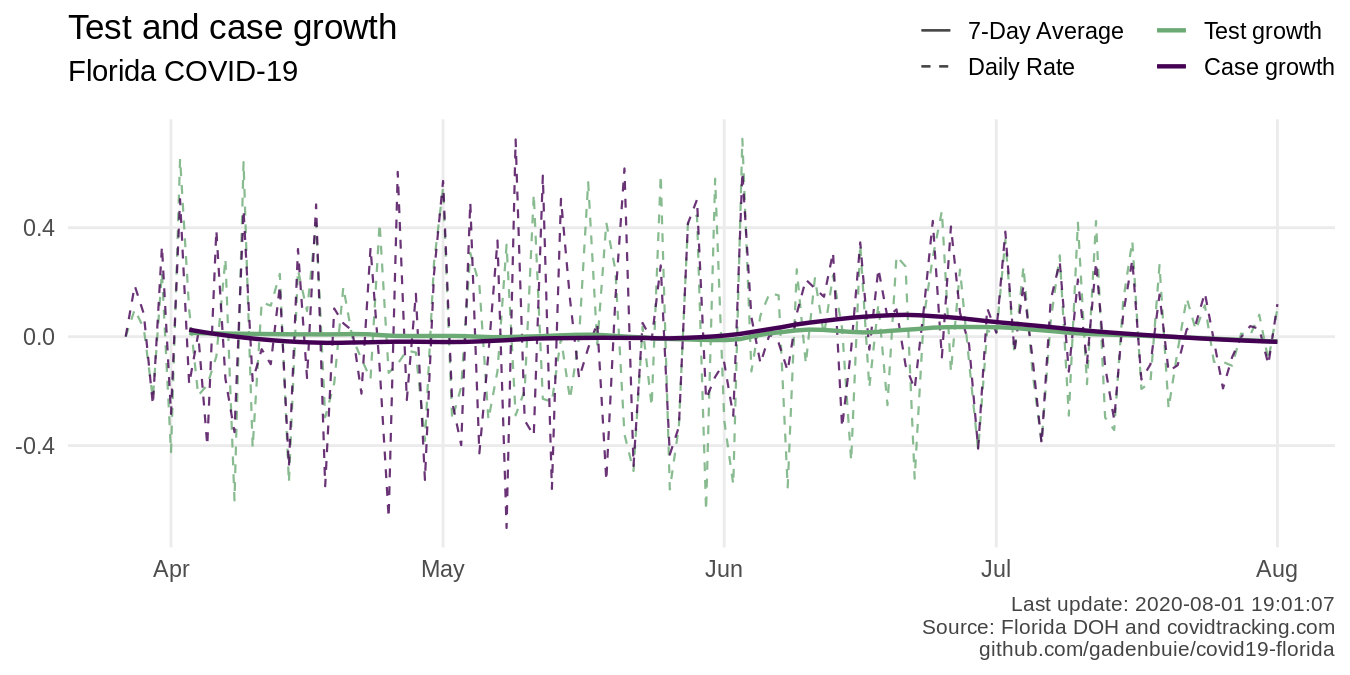 Test and case growth
Florida COVID-19
7-Day Average
Daily Rate
Test growth
Case growth
0.4
0.0
-0.4
Apr
May
Jun
Jul
Aug
Last update: 2020-08-01 19:01:07
Source: Florida DOH and covidtracking.com
github.com/gadenbuie/covid19-florida